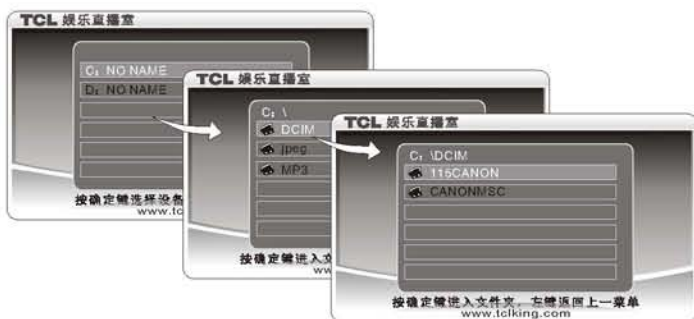 TCL 娱乐直播室
C: NO NAME
D: NO NAME
按确定键选择设备
www.tc
TCL 娱乐直播室
C: \
DCIM
jpeg
MP3
按确定键进入文
ww
TCL 娱乐直播室
C: \DCIM
116CANON
CANONMSC
按确定键进入文件夹, 左键返回上一菜单
www.tclking.com